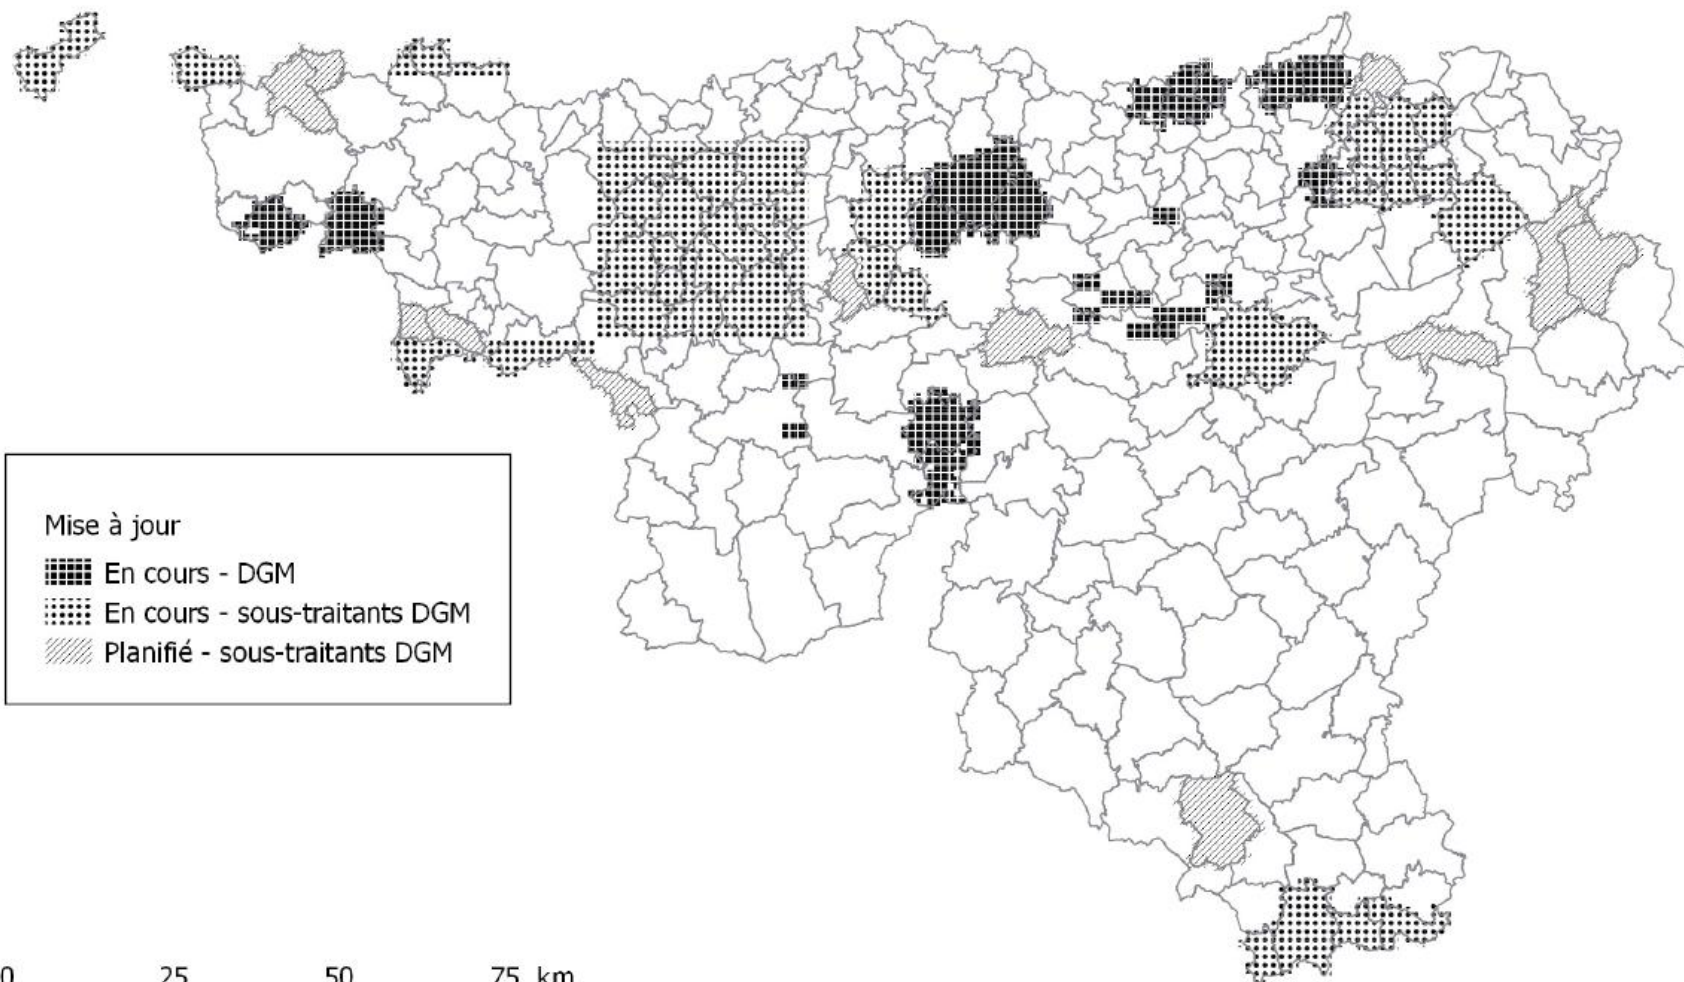 Mise à jour
En cours - DGM
En cours - sous-traitants DGM
Planifié - sous-traitants DGM
0 25 50 75 km